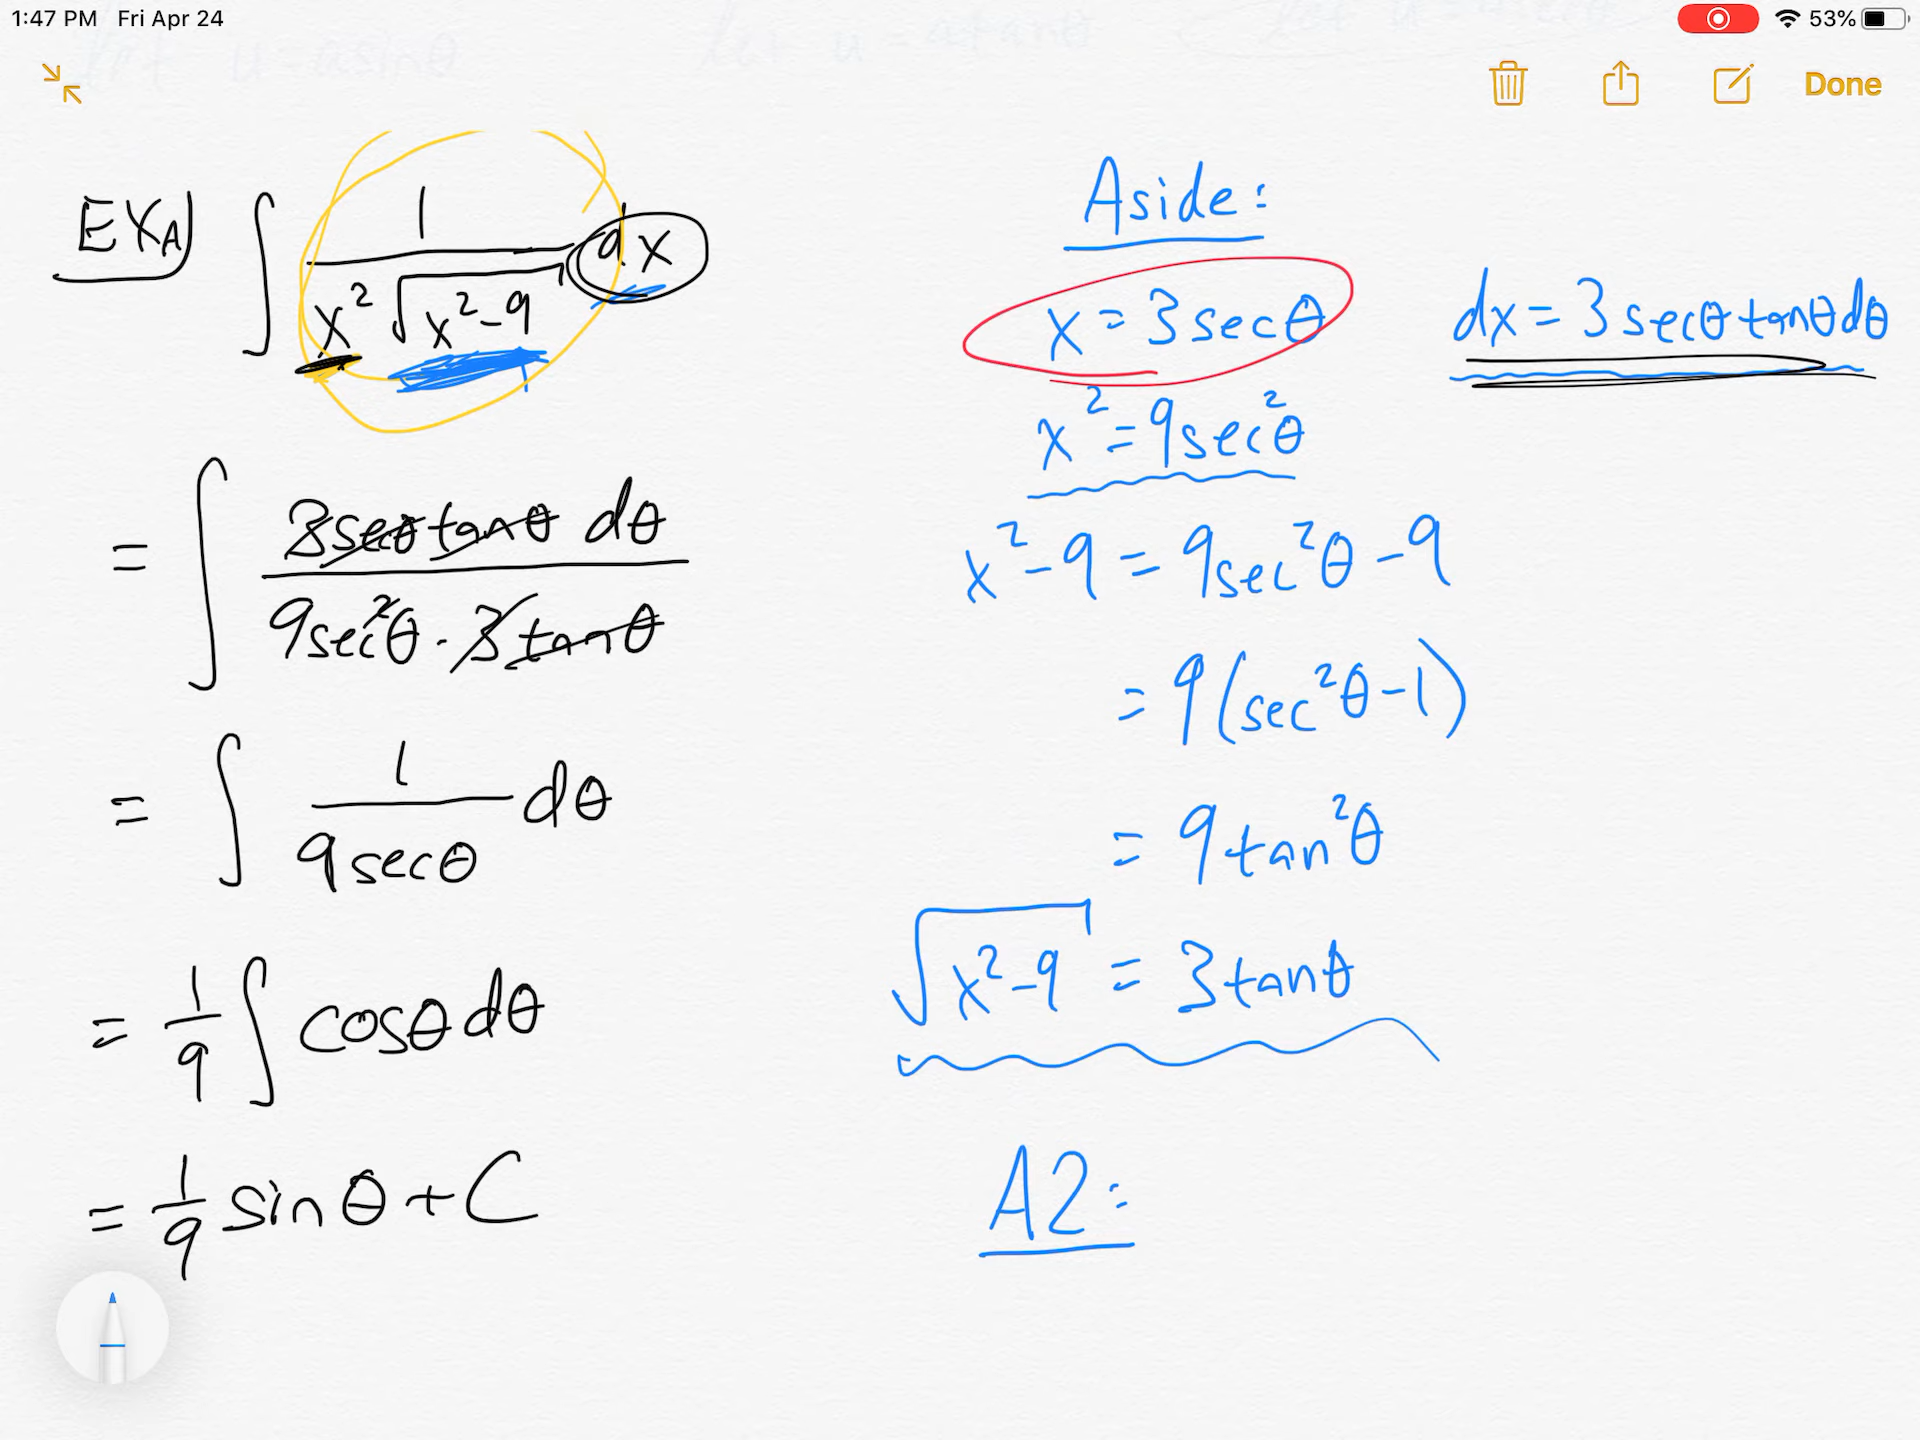 1:47 PM Fri Apr 24
53%
Done
EXA) ∫ 1/(x²√(x²-9)) dx
= ∫ (3secθtanθ dθ)/(9sec²θ · 3tanθ)
= ∫ 1/(9secθ) dθ
= 1/9 ∫ cosθdθ
= 1/9 sinθ + C
Aside:
x = 3secθ
dx = 3secθtanθdθ
x² = 9sec²θ
x²-9 = 9sec²θ - 9
= 9(sec²θ-1)
= 9tan²θ
√(x²-9) = 3tanθ
A2: